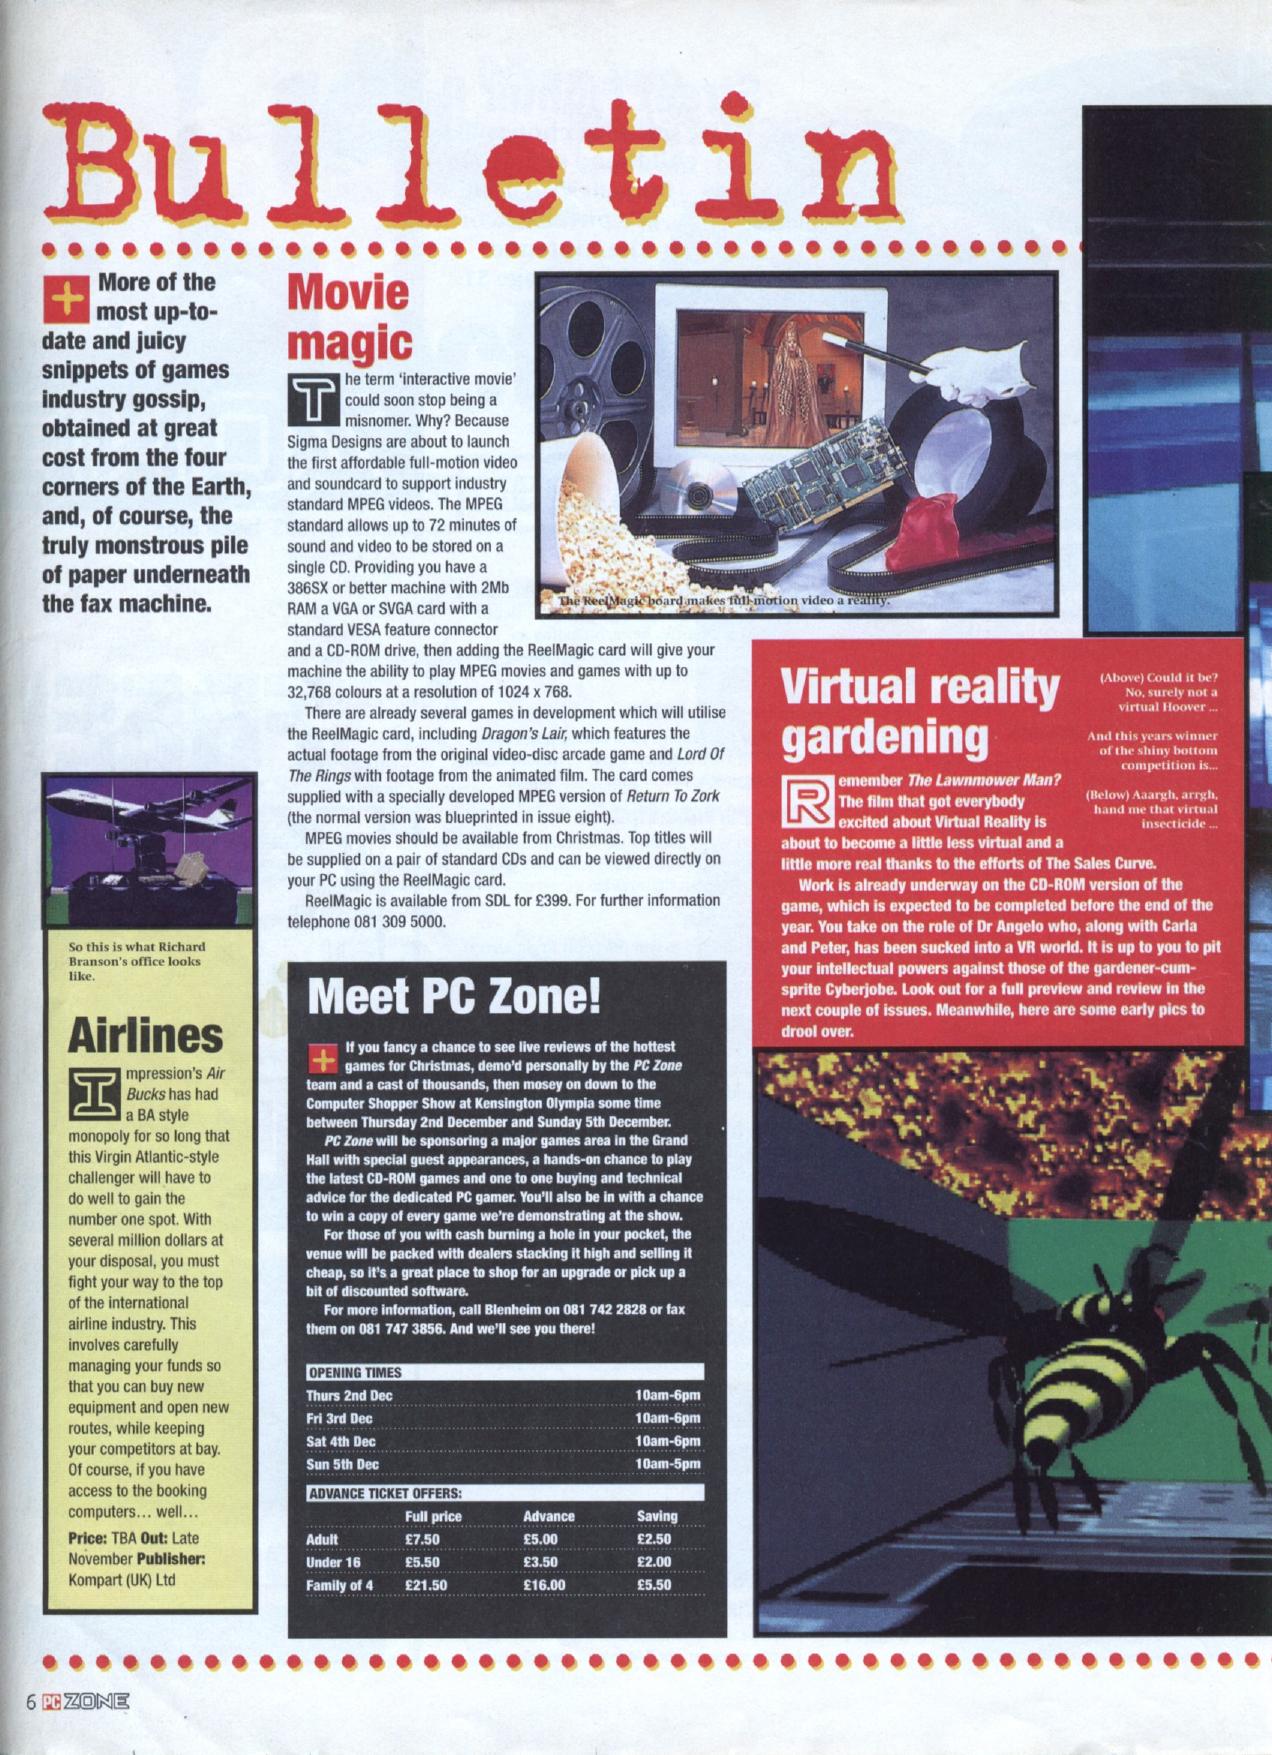 Bulletin
+ More of the
most up-to-
date and juicy
snippets of games
industry gossip,
obtained at great
cost from the four
corners of the Earth,
and, of course, the
truly monstrous pile
of paper underneath
the fax machine.
So this is what Richard
Branson's office looks
like.
Airlines
Impression's Air
Bucks has had
a BA style
monopoly for so long that
this Virgin Atlantic-style
challenger will have to
do well to gain the
number one spot. With
several million dollars at
your disposal, you must
fight your way to the top
of the international
airline industry. This
involves carefully
managing your funds so
that you can buy new
equipment and open new
routes, while keeping
your competitors at bay.
Of course, if you have
access to the booking
computers... well...
Price: TBA Out: Late
November Publisher:
Kompart (UK) Ltd
Movie
magic
The term 'interactive movie'
could soon stop being a
misnomer. Why? Because
Sigma Designs are about to launch
the first affordable full-motion video
and soundcard to support industry
standard MPEG videos. The MPEG
standard allows up to 72 minutes of
sound and video to be stored on a
single CD. Providing you have a
386SX or better machine with 2Mb
RAM a VGA or SVGA card with a
standard VESA feature connector
and a CD-ROM drive, then adding the ReelMagic card will give your
machine the ability to play MPEG movies and games with up to
32,768 colours at a resolution of 1024 x 768.
There are already several games in development which will utilise
the ReelMagic card, including Dragon's Lair, which features the
actual footage from the original video-disc arcade game and Lord Of
The Rings with footage from the animated film. The card comes
supplied with a specially developed MPEG version of Return To Zork
(the normal version was blueprinted in issue eight).
MPEG movies should be available from Christmas. Top titles will
be supplied on a pair of standard CDs and can be viewed directly on
your PC using the ReelMagic card.
ReelMagic is available from SDL for £399. For further information
telephone 081 309 5000.
The ReelMagic board makes full-motion video a reality.
Meet PC Zone!
+ If you fancy a chance to see live reviews of the hottest
games for Christmas, demo'd personally by the PC Zone
team and a cast of thousands, then mosey on down to the
Computer Shopper Show at Kensington Olympia some time
between Thursday 2nd December and Sunday 5th December.
PC Zone will be sponsoring a major games area in the Grand
Hall with special guest appearances, a hands-on chance to play
the latest CD-ROM games and one to one buying and technical
advice for the dedicated PC gamer. You'll also be in with a chance
to win a copy of every game we're demonstrating at the show.
For those of you with cash burning a hole in your pocket, the
venue will be packed with dealers stacking it high and selling it
cheap, so it's a great place to shop for an upgrade or pick up a
bit of discounted software.
For more information, call Blenheim on 081 742 2828 or fax
them on 081 747 3856. And we'll see you there!
OPENING TIMES
Thurs 2nd Dec 10am-6pm
Fri 3rd Dec 10am-6pm
Sat 4th Dec 10am-6pm
Sun 5th Dec 10am-5pm
ADVANCE TICKET OFFERS:
Full price Advance Saving
Adult £7.50 £5.00 £2.50
Under 16 £5.50 £3.50 £2.00
Family of 4 £21.50 £16.00 £5.50
Virtual reality
gardening
Remember The Lawnmower Man?
The film that got everybody
excited about Virtual Reality is
about to become a little less virtual and a
little more real thanks to the efforts of The Sales Curve.
Work is already underway on the CD-ROM version of the
game, which is expected to be completed before the end of the
year. You take on the role of Dr Angelo who, along with Carla
and Peter, has been sucked into a VR world. It is up to you to pit
your intellectual powers against those of the gardener-cum-
sprite Cyberjobe. Look out for a full preview and review in the
next couple of issues. Meanwhile, here are some early pics to
drool over.
(Above) Could it be?
No, surely not a
virtual Hoover ...
And this years winner
of the shiny bottom
competition is...
(Below) Aaargh, arrgh,
hand me that virtual
insecticide ...
6 PC ZONE